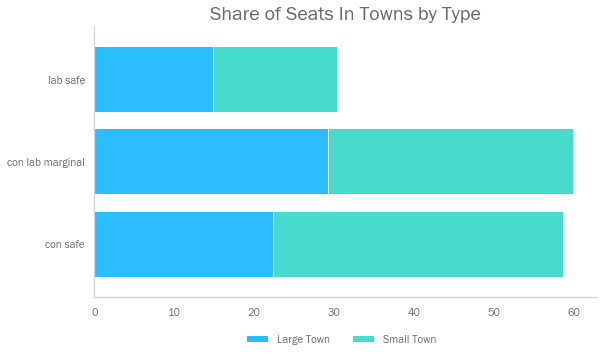 Share of Seats In Towns by Type
lab safe
con lab marginal
con safe
0 10 20 30 40 50 60
Large Town Small Town